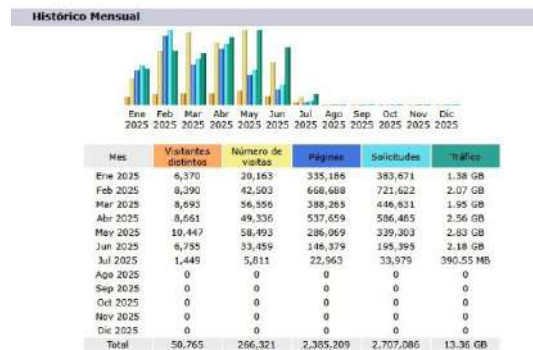 Histórico Mensual
Ene Feb Mar Abr May Jun Jul Ago Sep Oct Nov Dic
2025 2025 2025 2025 2025 2025 2025 2025 2025 2025 2025 2025
Mes Visitantes distintos Número de visitas Páginas Solicitudes Tráfico
Ene 2025 6,370 20,163 335,186 383,671 1.38 GB
Feb 2025 8,390 42,503 668,688 721,622 2.07 GB
Mar 2025 8,693 56,556 388,265 446,631 1.95 GB
Abr 2025 8,661 49,336 537,659 586,485 2.56 GB
May 2025 10,447 58,493 286,069 339,303 2.83 GB
Jun 2025 6,755 33,459 146,379 195,395 2.18 GB
Jul 2025 1,449 5,811 22,963 33,979 390.55 MB
Ago 2025 0 0 0 0 0
Sep 2025 0 0 0 0 0
Oct 2025 0 0 0 0 0
Nov 2025 0 0 0 0 0
Dic 2025 0 0 0 0 0
Total 50,765 266,321 2,385,209 2,707,086 13.36 GB